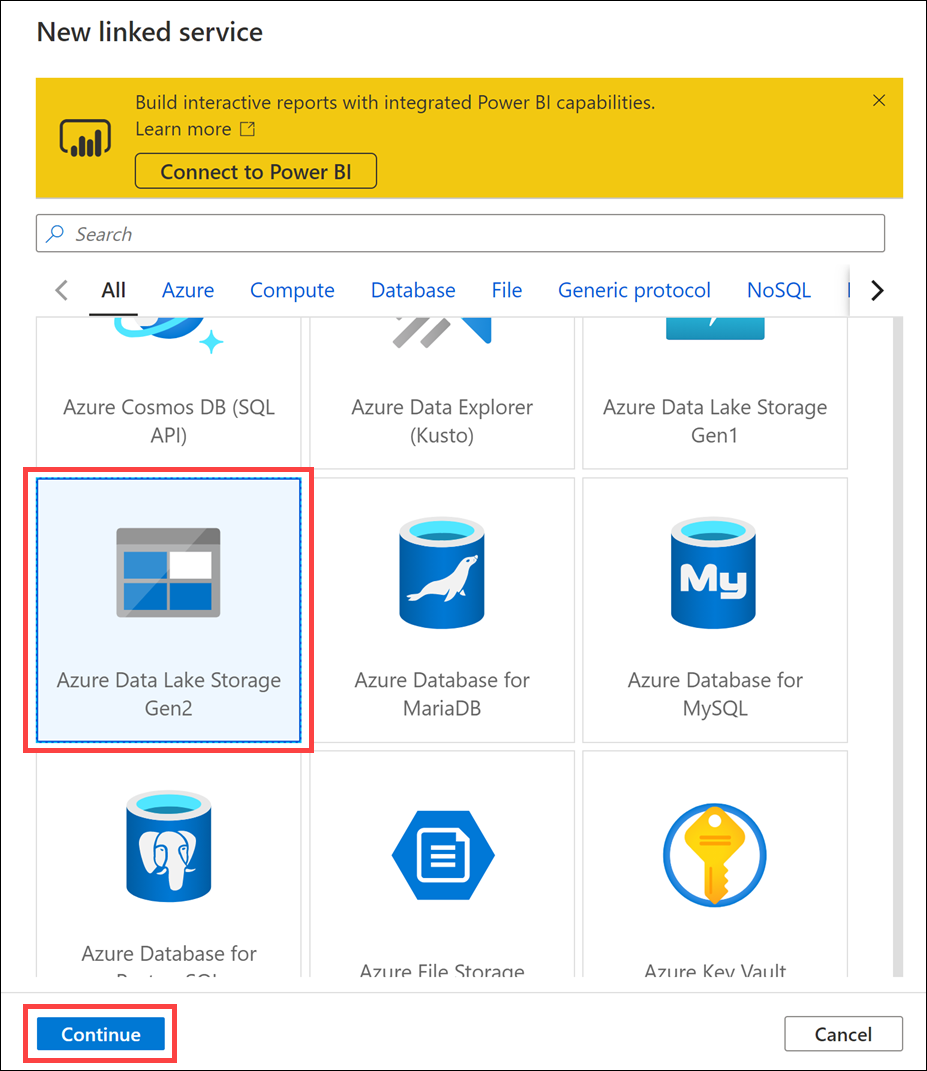 New linked service
Build interactive reports with integrated Power BI capabilities.
Learn more
Connect to Power BI
Search
All Azure Compute Database File Generic protocol NoSQL
Azure Cosmos DB (SQL
API)
Azure Data Explorer
(Kusto)
Azure Data Lake Storage
Gen1
Azure Data Lake Storage
Gen2
Azure Database for
MariaDB
My
Azure Database for
MySQL
Azure Database for
Azure File Storage
Azure Key Vault
Continue
Cancel